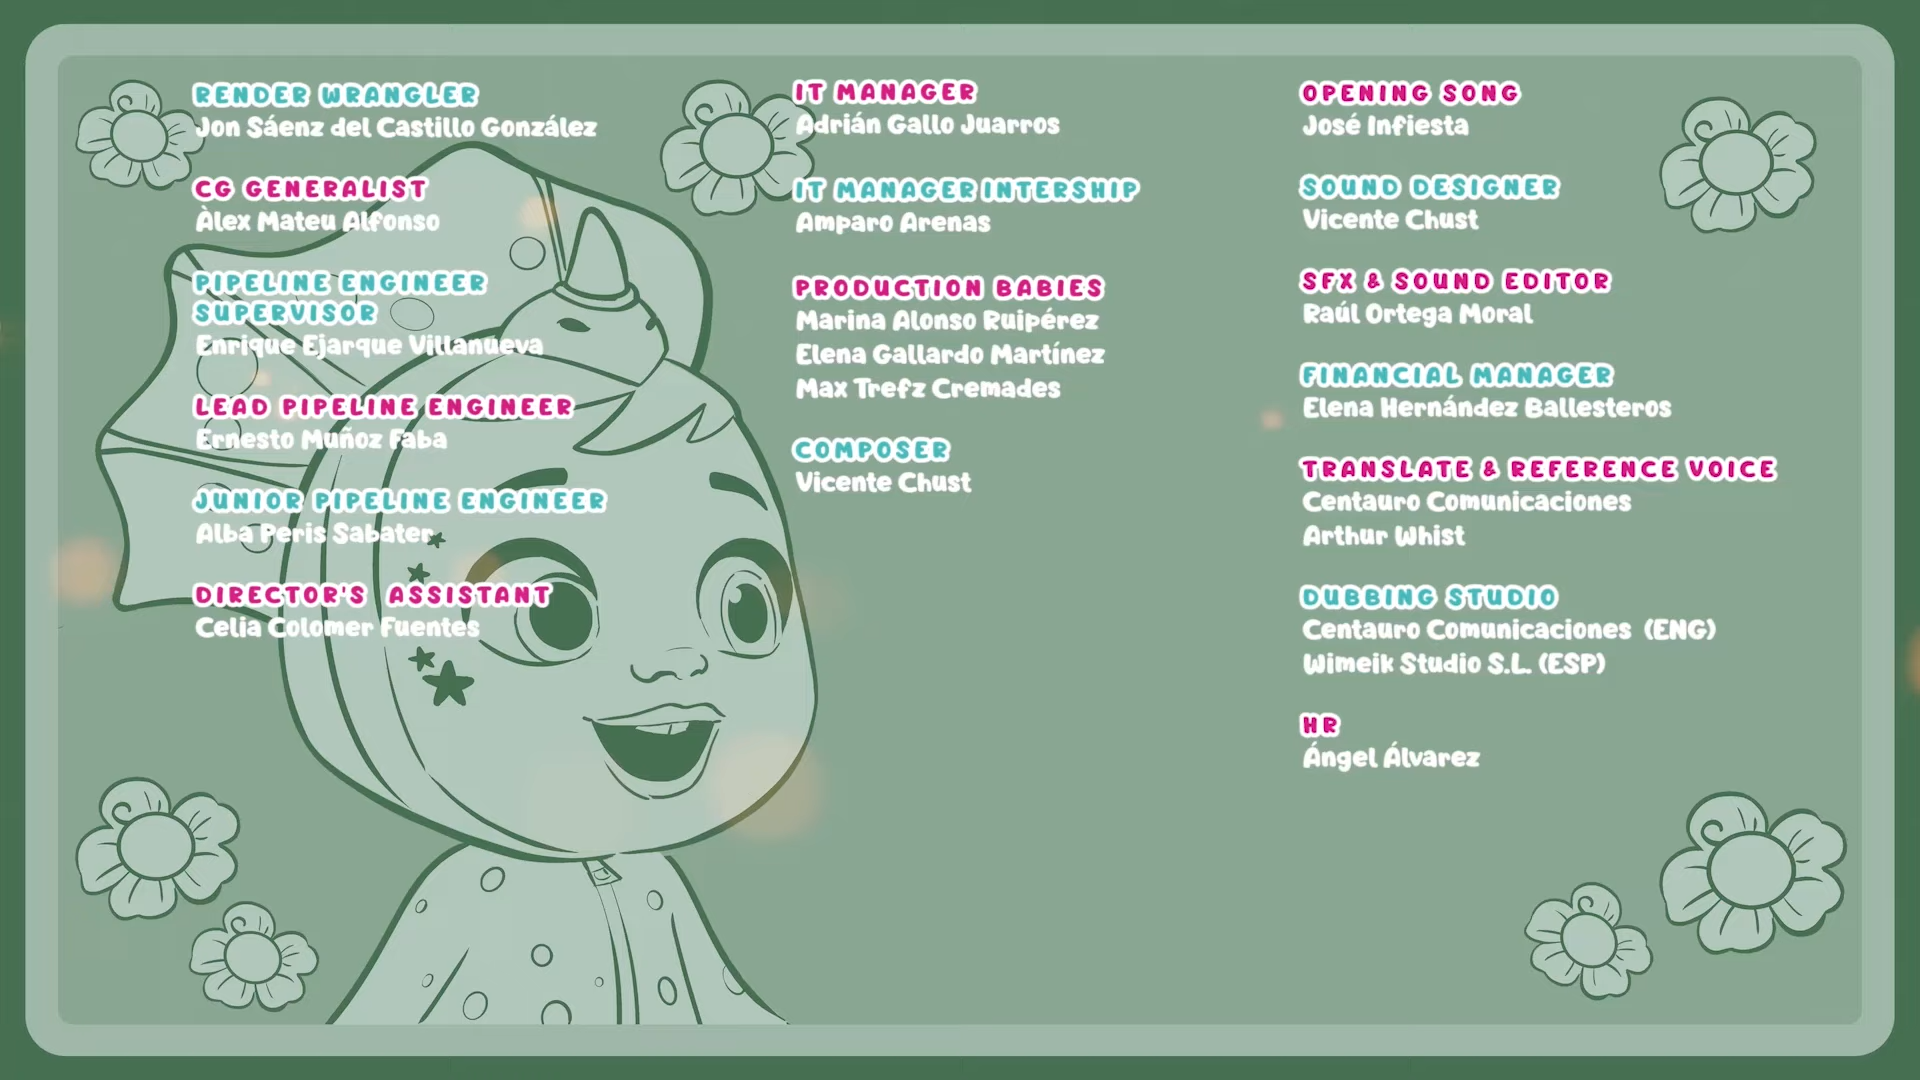 RENDER WRANGLER
Jon Sáenz del Castillo González
CG GENERALIST
Àlex Mateu Alfonso
PIPELINE ENGINEER
SUPERVISOR
Enrique Ejarque Villanueva
LEAD PIPELINE ENGINEER
Ernesto Muñoz Faba
JUNIOR PIPELINE ENGINEER
Alba Peris Sabater
DIRECTOR'S ASSISTANT
Celia Colomer Fuentes
IT MANAGER
Adrián Gallo Juarros
IT MANAGER INTERSHIP
Amparo Arenas
PRODUCTION BABIES
Marina Alonso Ruipérez
Elena Gallardo Martínez
Max Trefz Cremades
COMPOSER
Vicente Chust
OPENING SONG
José Infiesta
SOUND DESIGNER
Vicente Chust
SFX & SOUND EDITOR
Raúl Ortega Moral
FINANCIAL MANAGER
Elena Hernández Ballesteros
TRANSLATE & REFERENCE VOICE
Centauro Comunicaciones
Arthur Whist
DUBBING STUDIO
Centauro Comunicaciones (ENG)
Wimeik Studio S.L. (ESP)
HR
Ángel Álvarez